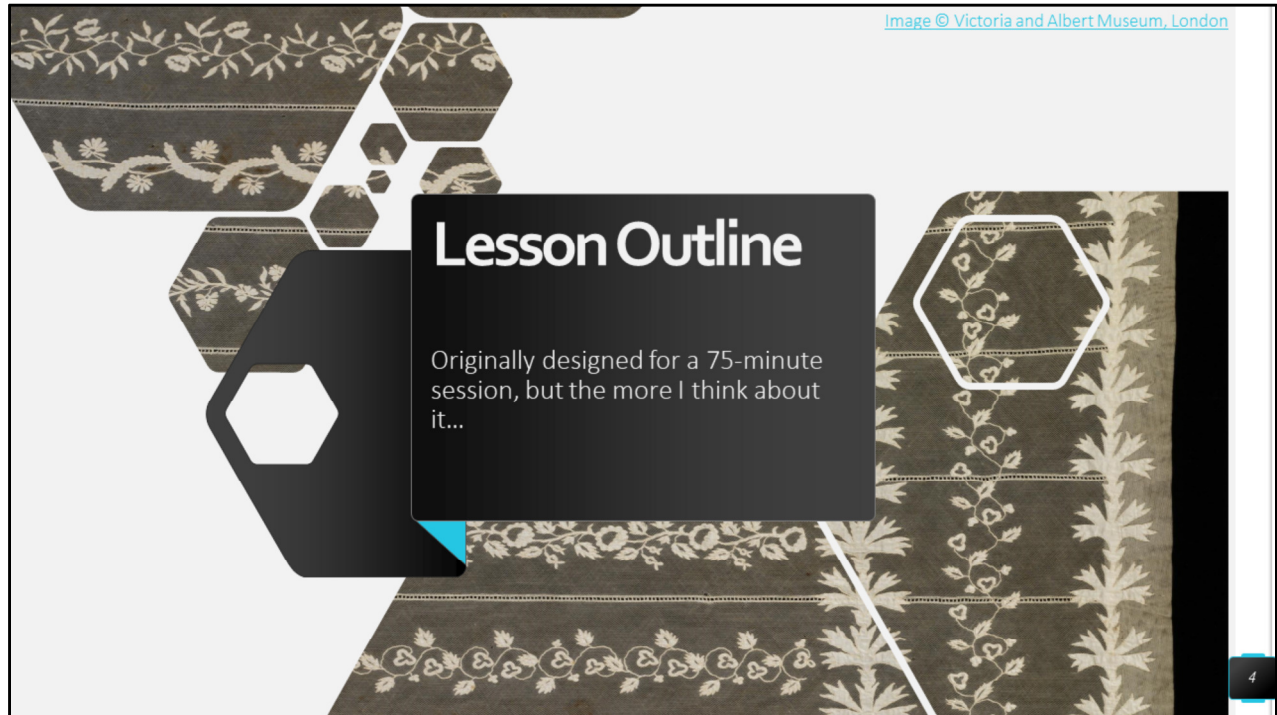 Image © Victoria and Albert Museum, London
Lesson Outline
Originally designed for a 75-minute
session, but the more I think about
it...
4